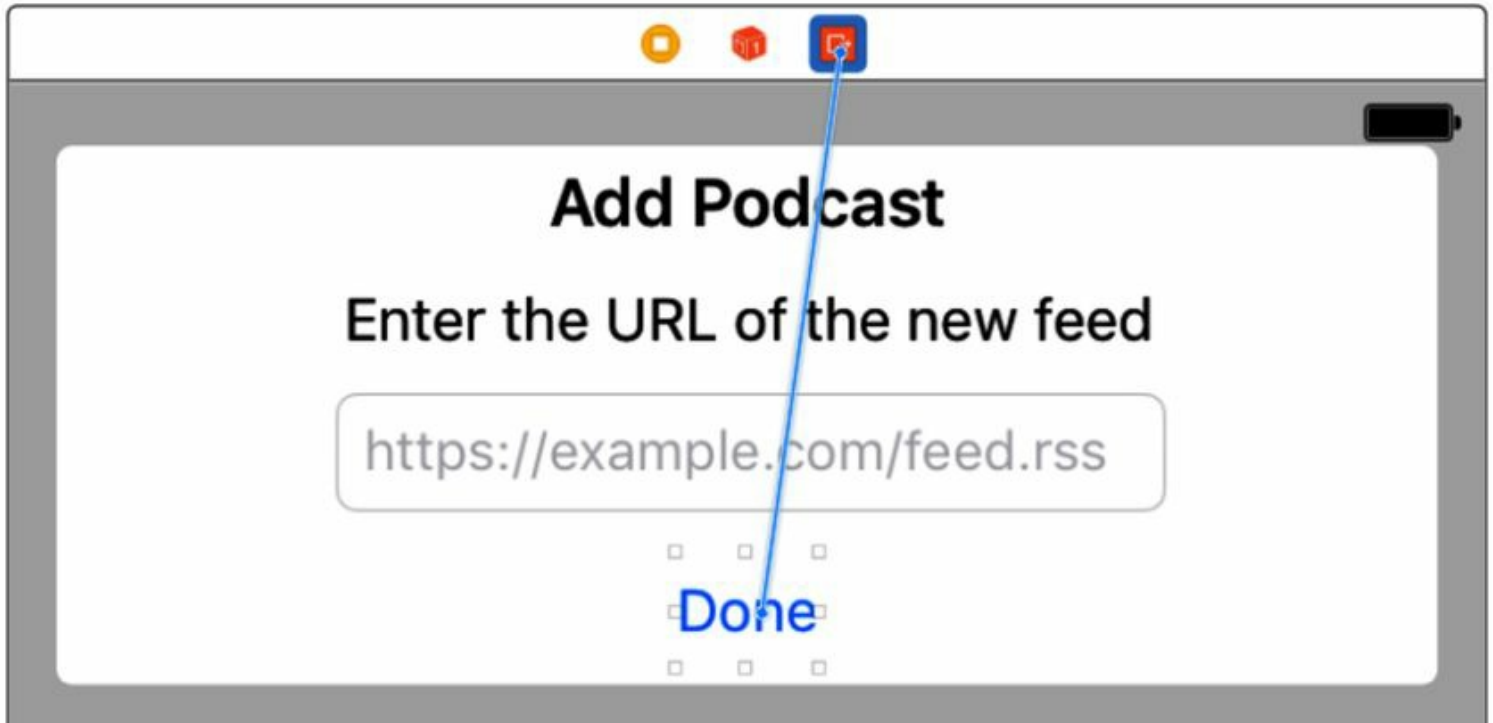 Add Podcast
Enter the URL of the new feed
https://example.com/feed.rss
Done